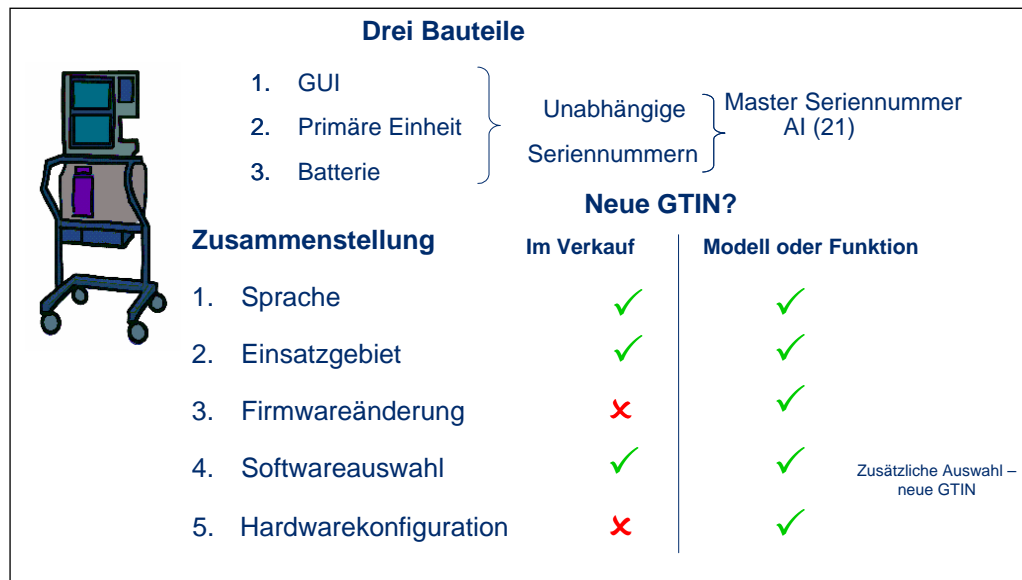 Drei Bauteile
1. GUI
2. Primäre Einheit
3. Batterie
Unabhängige
Seriennummern
Master Seriennummer
AI (21)
Neue GTIN?
Zusammenstellung
Im Verkauf
Modell oder Funktion
1. Sprache ✓ ✓
2. Einsatzgebiet ✓ ✓
3. Firmwareänderung ✗ ✓
4. Softwareauswahl ✓ ✓
Zusätzliche Auswahl –
neue GTIN
5. Hardwarekonfiguration ✗ ✓